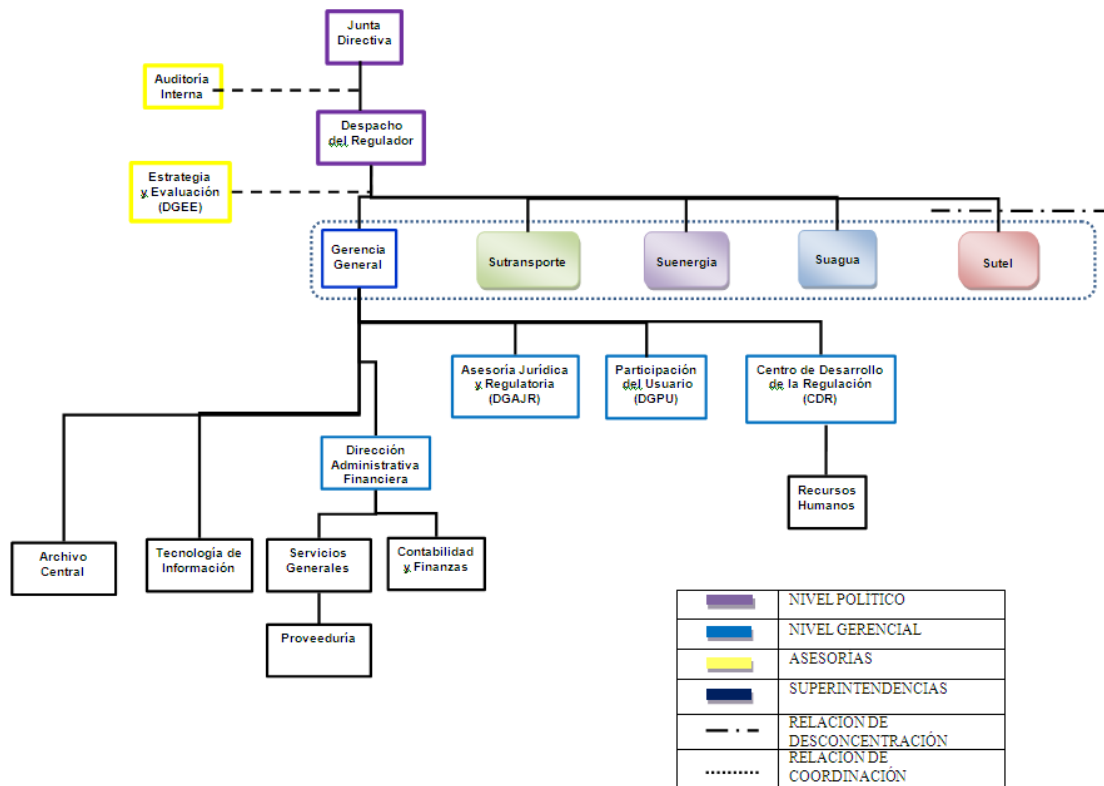 Junta
Directiva
Auditoría
Interna
Despacho
del Regulador
Estrategia
y Evaluación
(DGEE)
Gerencia
General
Sutransporte
Suenergia
Suagua
Sutel
Asesoría Jurídica
y Regulatoria
(DGAJR)
Participación
del Usuario
(DGPU)
Centro de Desarrollo
de la Regulación
(CDR)
Dirección
Administrativa
Financiera
Recursos
Humanos
Archivo
Central
Tecnología de
Información
Servicios
Generales
Contabilidad
y Finanzas
Proveeduría
NIVEL POLÍTICO
NIVEL GERENCIAL
ASESORIAS
SUPERINTENDENCIAS
RELACION DE
DESCONCENTRACIÓN
RELACION DE
COORDINACIÓN